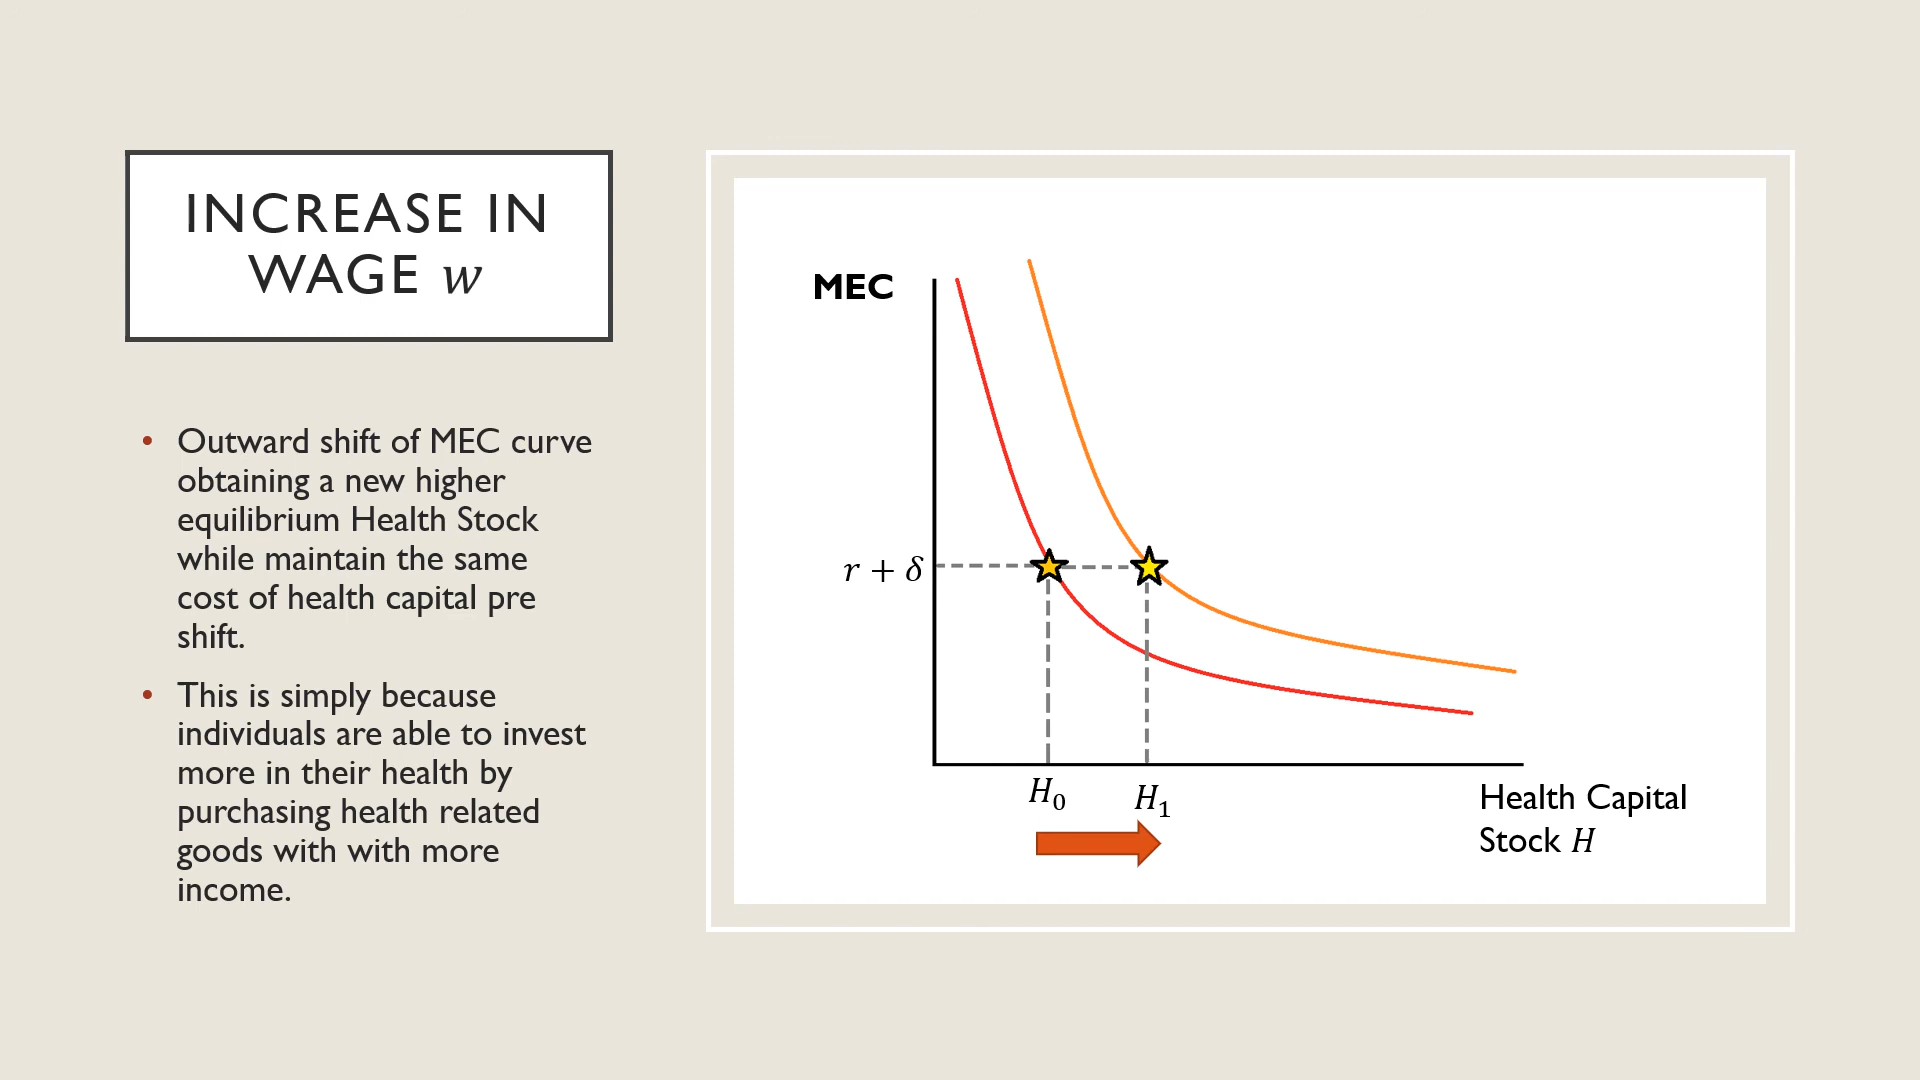 INCREASE IN
WAGE w
• Outward shift of MEC curve
obtaining a new higher
equilibrium Health Stock
while maintain the same
cost of health capital pre
shift.
• This is simply because
individuals are able to invest
more in their health by
purchasing health related
goods with with more
income.
MEC
r + δ
H₀
H₁
Health Capital
Stock H